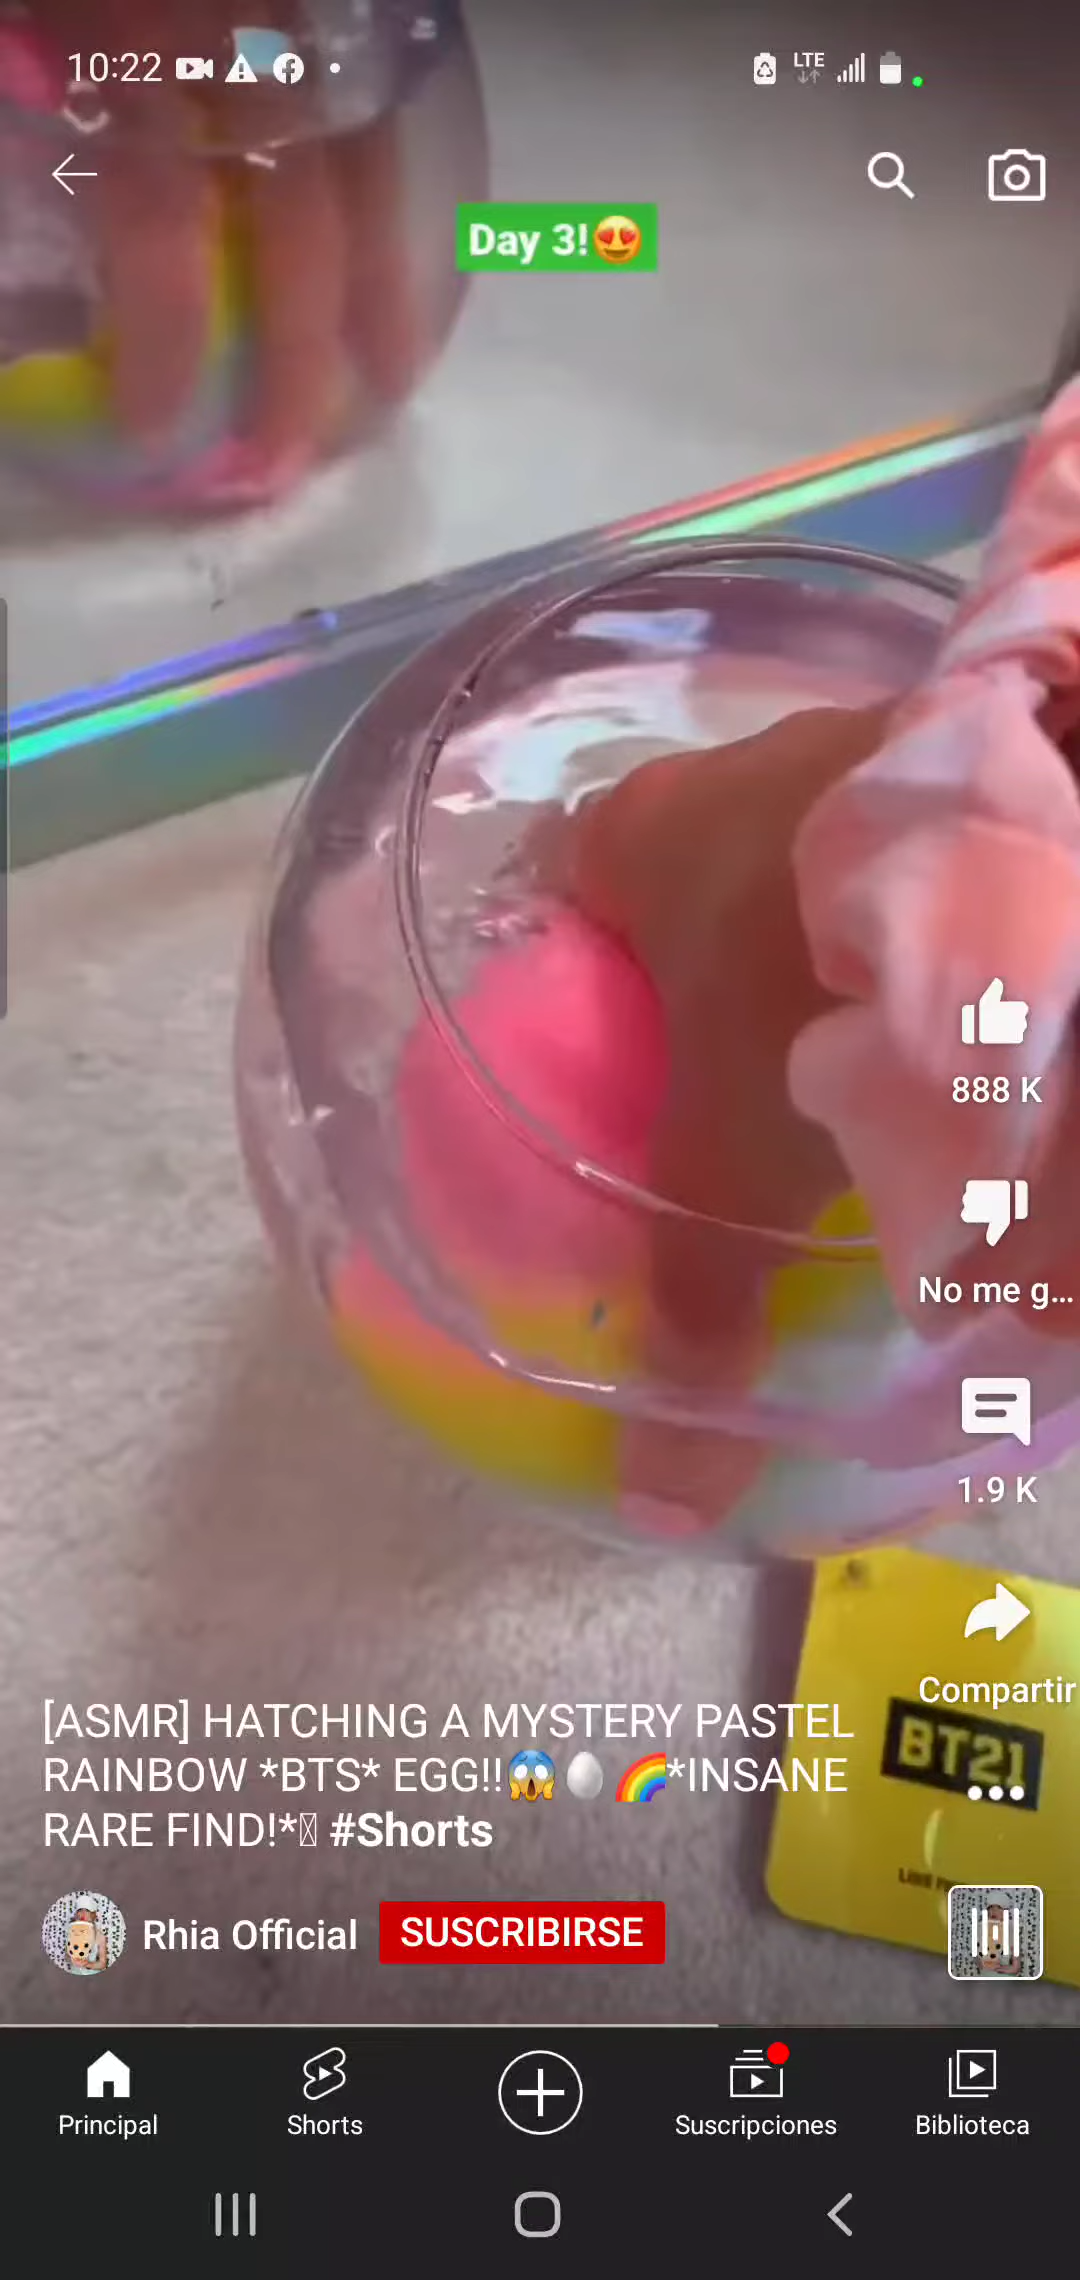 10:22
LTE
Day 3!😍
888 K
No me g...
1.9 K
Compartir
BT21
[ASMR] HATCHING A MYSTERY PASTEL
RAINBOW *BTS* EGG!!😱🥚🌈*INSANE
RARE FIND!* #Shorts
Rhia Official
SUSCRIBIRSE
Principal
Shorts
Suscripciones
Biblioteca